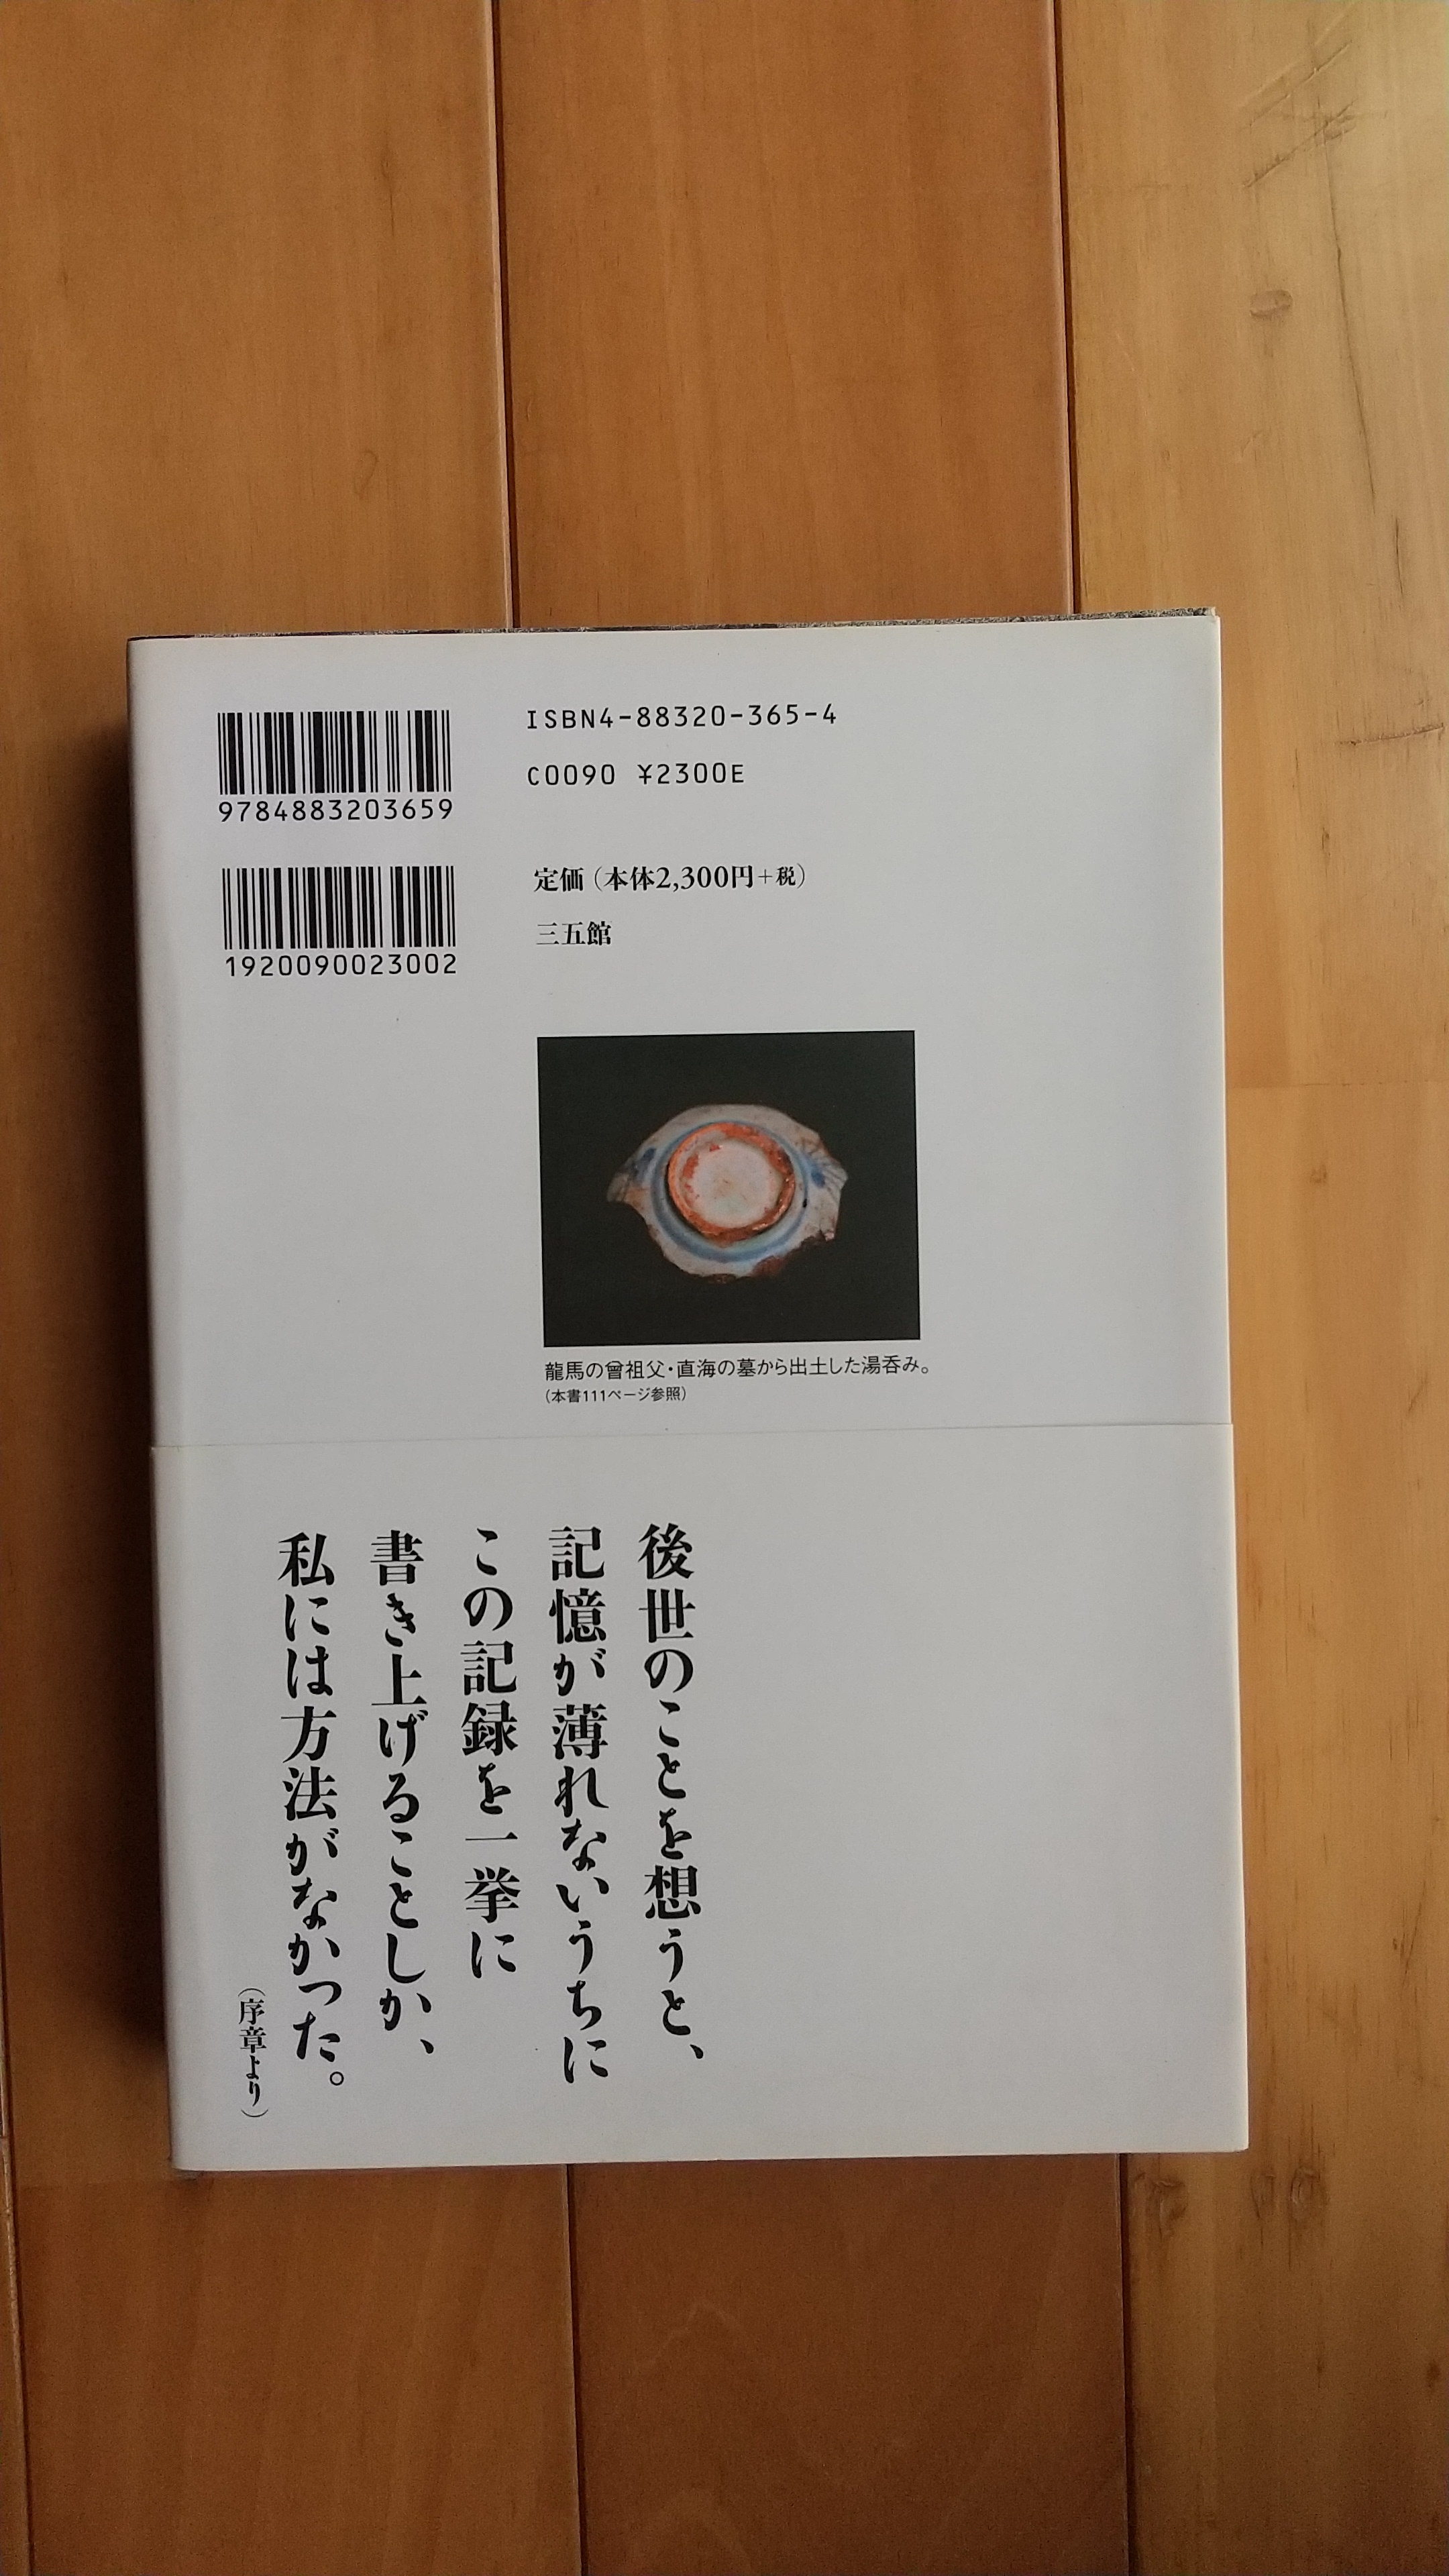 ISBN4-88320-365-4
C0090 ¥2300E
9784883203659
定価（本体2,300円+税）
三五館
1920090023002
龍馬の曾祖父・直海の墓から出土した湯呑み。
（本書111ページ参照）
後世のことを想うと、
記憶が薄れないうちに
この記録を一挙に
書き上げることしか、
私には方法がなかった。
（序章より）